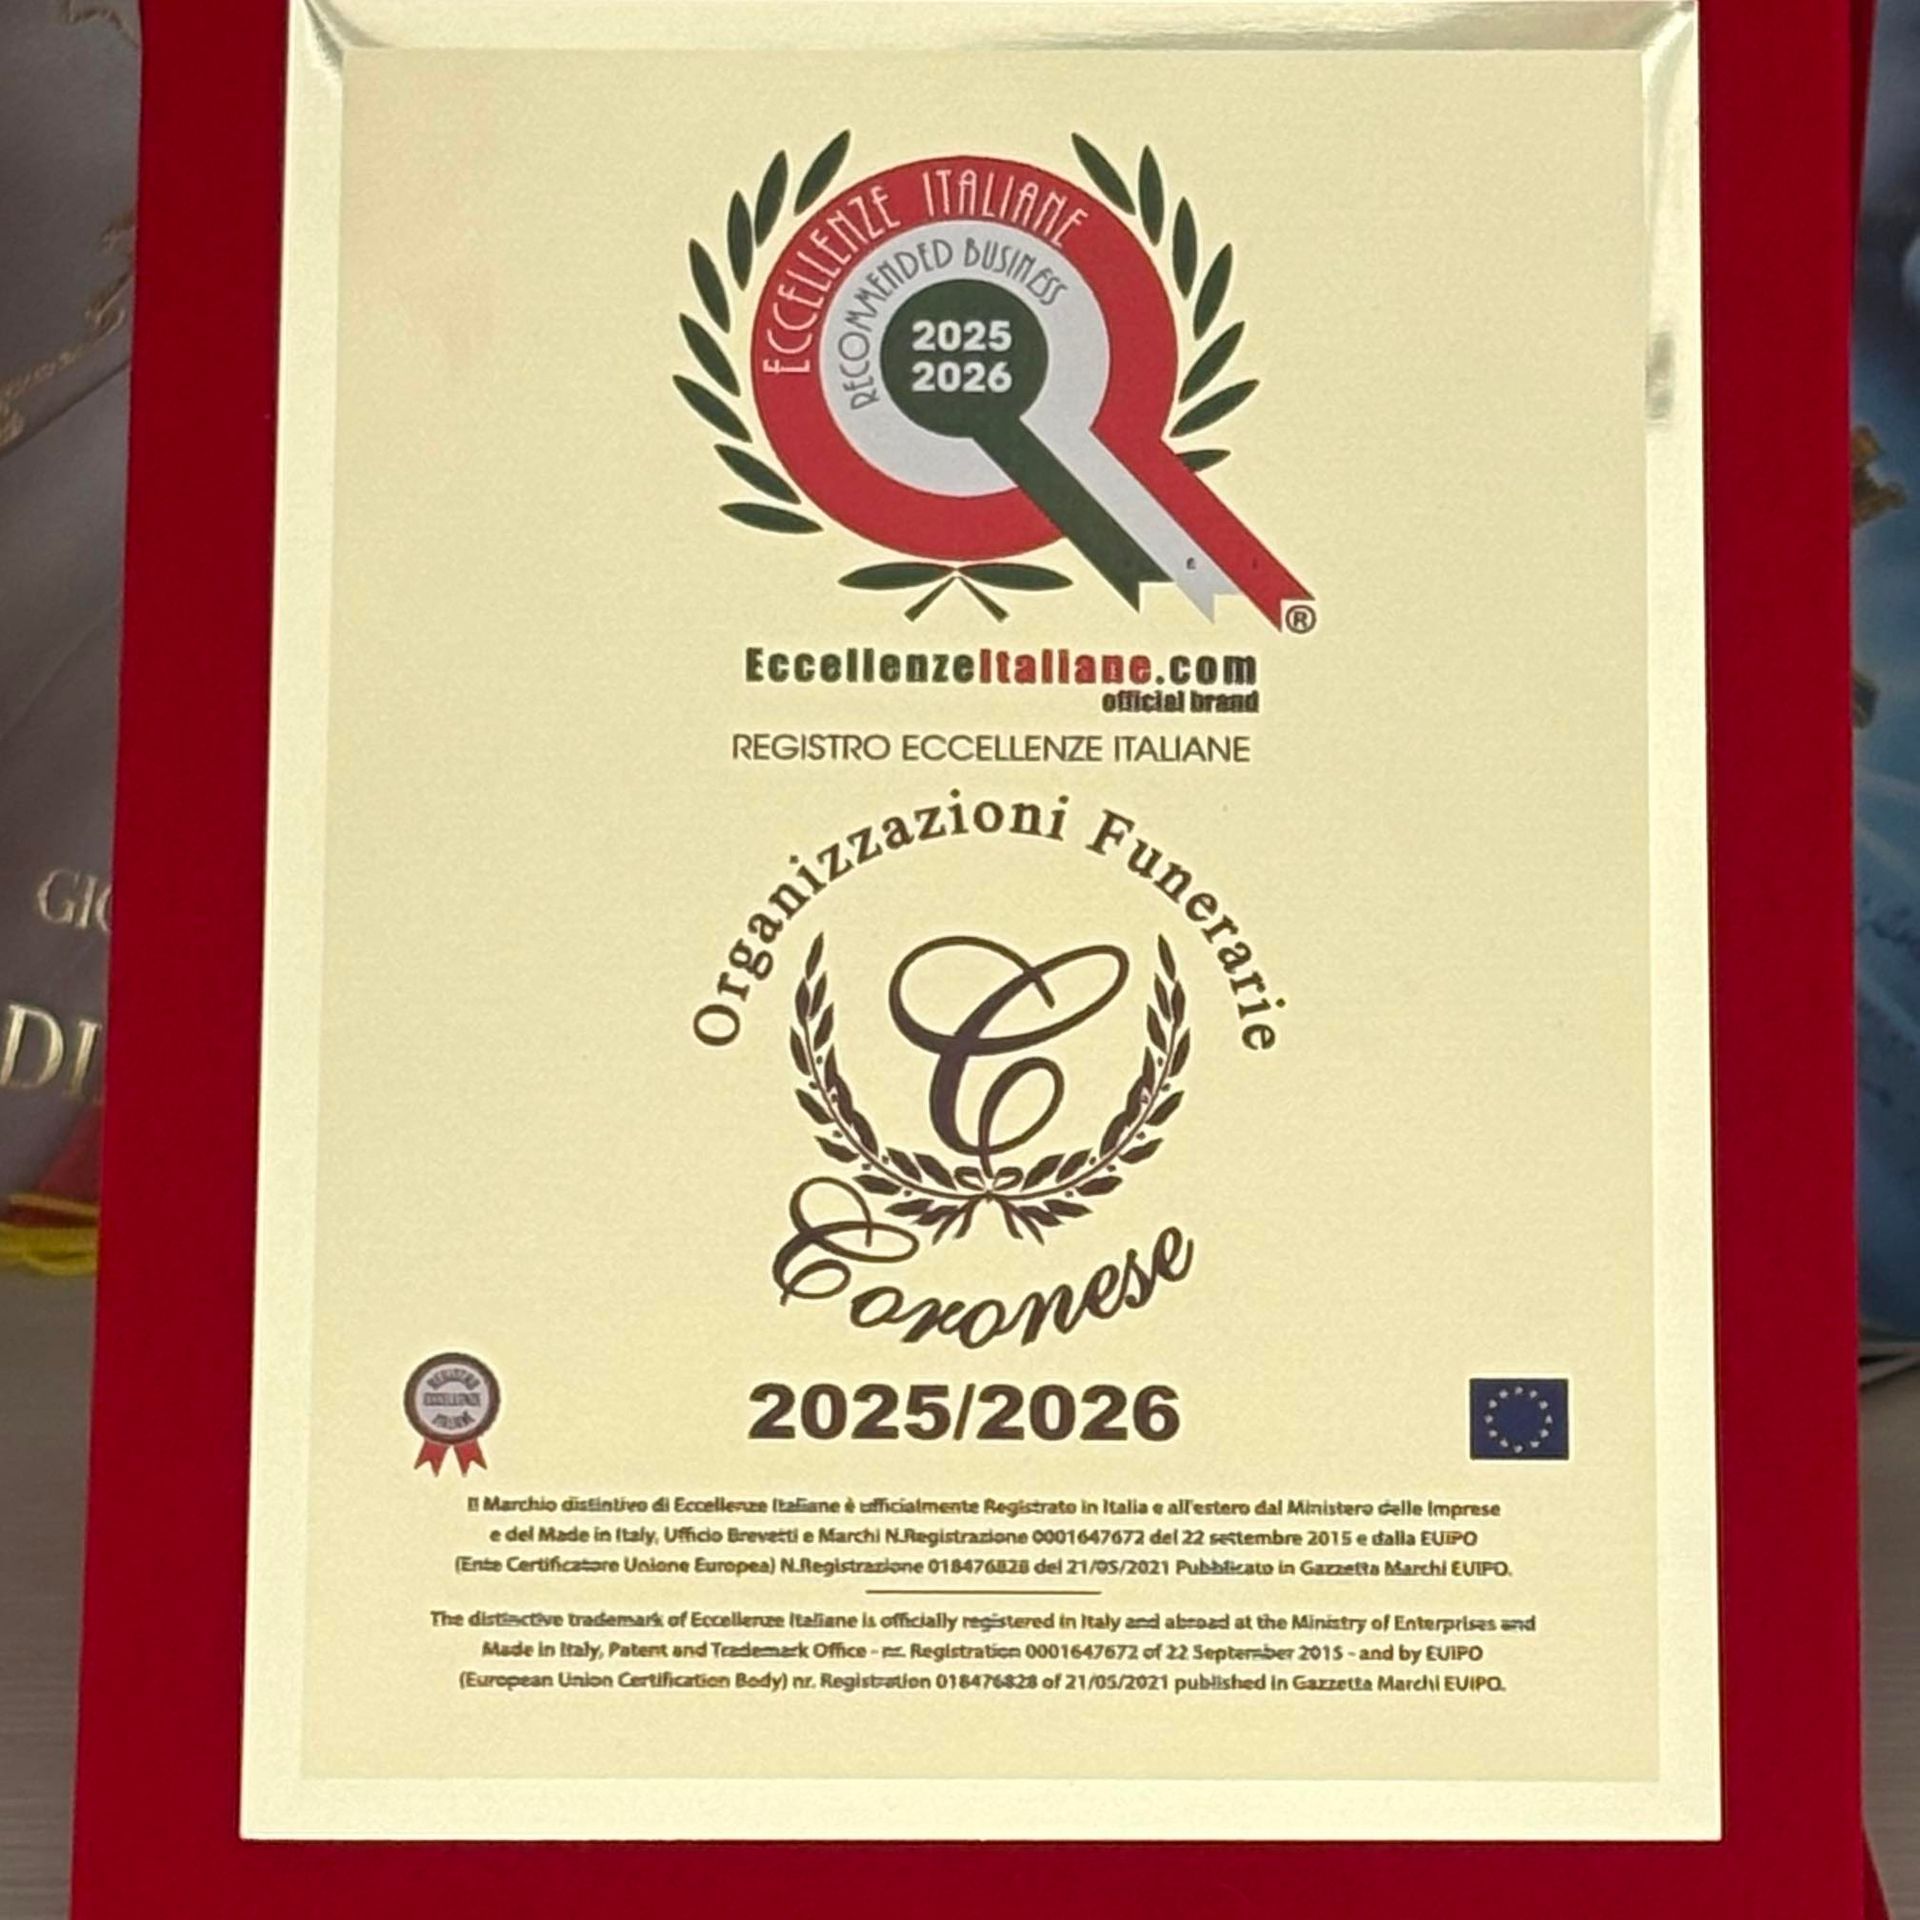 ECCELLENZE ITALIANE
RECOMMENDED BUSINESS
2025
2026
®
EccellenzeItaliane.com
official brand
REGISTRO ECCELLENZE ITALIANE
Organizzazioni Funerarie
C
Coronese
REGISTRO
ECCELLENZE
ITALIANE
2025/2026
Il Marchio distintivo di Eccellenze Italiane è ufficialmente Registrato in Italia e all'estero dal Ministero delle Imprese
e del Made in Italy, Ufficio Brevetti e Marchi N.Registrazione 0001647672 del 22 settembre 2015 e dalla EUIPO
(Ente Certificatore Unione Europea) N.Registrazione 018476828 del 21/05/2021 Pubblicato in Gazzetta Marchi EUIPO.
The distinctive trademark of Eccellenze Italiane is officially registered in Italy and abroad at the Ministry of Enterprises and
Made in Italy, Patent and Trademark Office - nr. Registration 0001647672 of 22 September 2015 - and by EUIPO
(European Union Certification Body) nr. Registration 018476828 of 21/05/2021 published in Gazzetta Marchi EUIPO.
GIO
DI